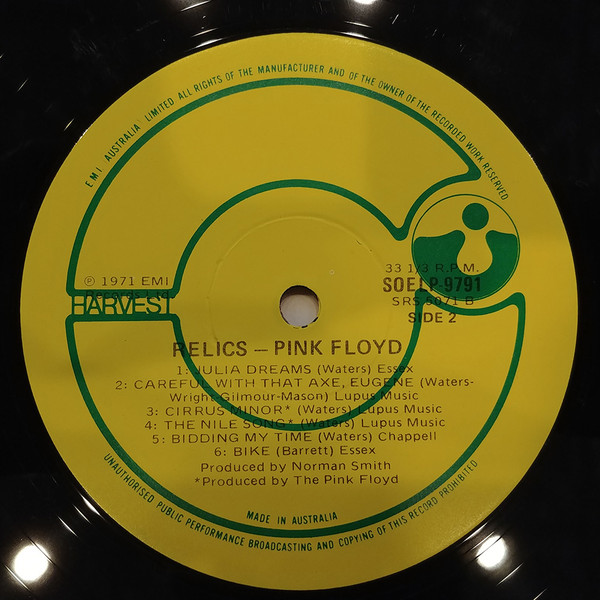 E M I AUSTRALIA LIMITED. ALL RIGHTS OF THE MANUFACTURER AND OF THE OWNER OF THE RECORDED WORK RESERVED
℗ 1971 EMI
HARVEST
33 1/3 R.P.M.
SOELP-9791
SRS 5071 B
SIDE 2
RELICS – PINK FLOYD
1: JULIA DREAMS (Waters) Essex
2: CAREFUL WITH THAT AXE, EUGENE (Waters-
Wright-Gilmour-Mason) Lupus Music
3: CIRRUS MINOR* (Waters) Lupus Music
4: THE NILE SONG* (Waters) Lupus Music
5: BIDDING MY TIME (Waters) Chappell
6: BIKE (Barrett) Essex
Produced by Norman Smith
*Produced by The Pink Floyd
MADE IN AUSTRALIA
UNAUTHORISED PUBLIC PERFORMANCE BROADCASTING AND COPYING OF THIS RECORD PROHIBITED